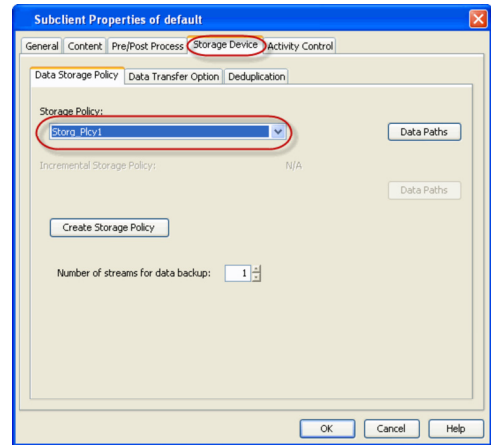 Subclient Properties of default
General Content Pre/Post Process Storage Device Activity Control
Data Storage Policy Data Transfer Option Deduplication
Storage Policy:
Storg_Plcy1 Data Paths
Incremental Storage Policy: N/A
Data Paths
Create Storage Policy
Number of streams for data backup: 1
OK Cancel Help